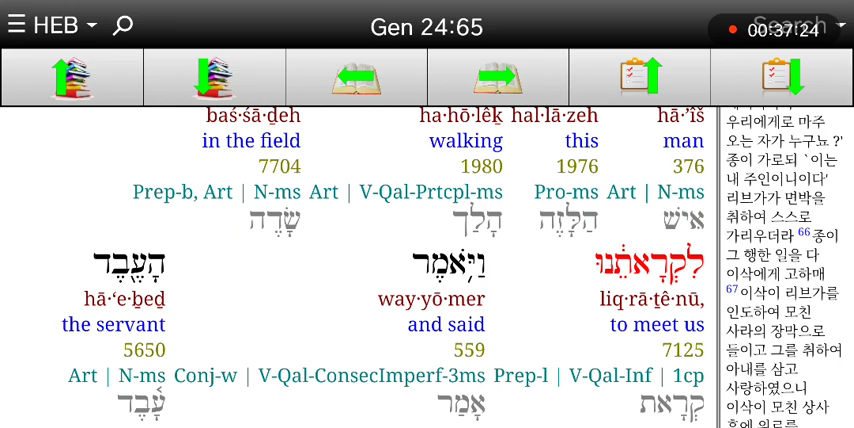 ☰ HEB Gen 24:65 Search 00:37:24
baś·śā·ḏeh ha·hō·lêḵ hal·lā·zeh hā·’îš
in the field walking this man
7704 1980 1976 376
Prep-b, Art | N-ms Art | V-Qal-Prtcpl-ms Pro-ms Art | N-ms
שָׂדֶה הָלַךְ הַלָּזֶה אִישׁ
הָעֶ֖בֶד וַיֹּ֥אמֶר לִקְרָאתֵ֔נוּ
hā·‘e·ḇeḏ way·yō·mer liq·rā·ṯê·nū,
the servant and said to meet us
5650 559 7125
Art | N-ms Conj-w | V-Qal-ConsecImperf-3ms Prep-l | V-Qal-Inf | 1cp
עֶבֶד אָמַר קְרָאת
우리에게로 마주
오는 자가 누구뇨 ?'
종이 가로되 `이는
내 주인이니이다'
리브가가 면박을
취하여 스스로
가리우더라 66 종이
그 행한 일을 다
이삭에게 고하매
67 이삭이 리브가를
인도하여 모친
사라의 장막으로
들이고 그를 취하여
아내를 삼고
사랑하였으니
이삭이 모친 상사